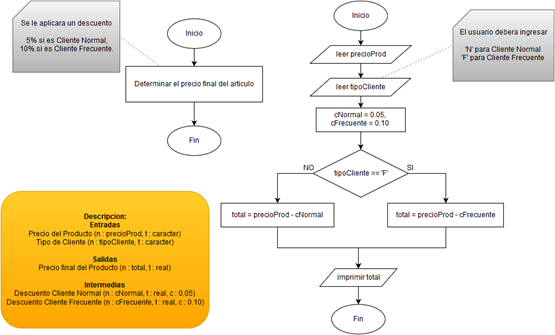 Se le aplicara un descuento
5% si es Cliente Normal,
10% si es Cliente Frecuente.
Inicio
Determinar el precio final del articulo
Fin
Inicio
leer precioProd
leer tipoCliente
El usuario debera ingresar
'N' para Cliente Normal
'F' para Cliente Frecuente
cNormal = 0.05,
cFrecuente = 0.10
NO
tipoCliente == 'F'
SI
total = precioProd - cNormal
total = precioProd - cFecuente
imprimir total
Fin
Descripcion:
Entradas
Precio del Producto (n : precioProd, t : caracter)
Tipo de Cliente (n : tipoCliente, t : caracter)
Salidas
Precio final del Producto (n : total, t : real)
Intermedias
Descuento Cliente Normal (n : cNormal, t : real, c : 0.05)
Descuento Cliente Frecuente (n : cFrecuente, t : real, c : 0.10)